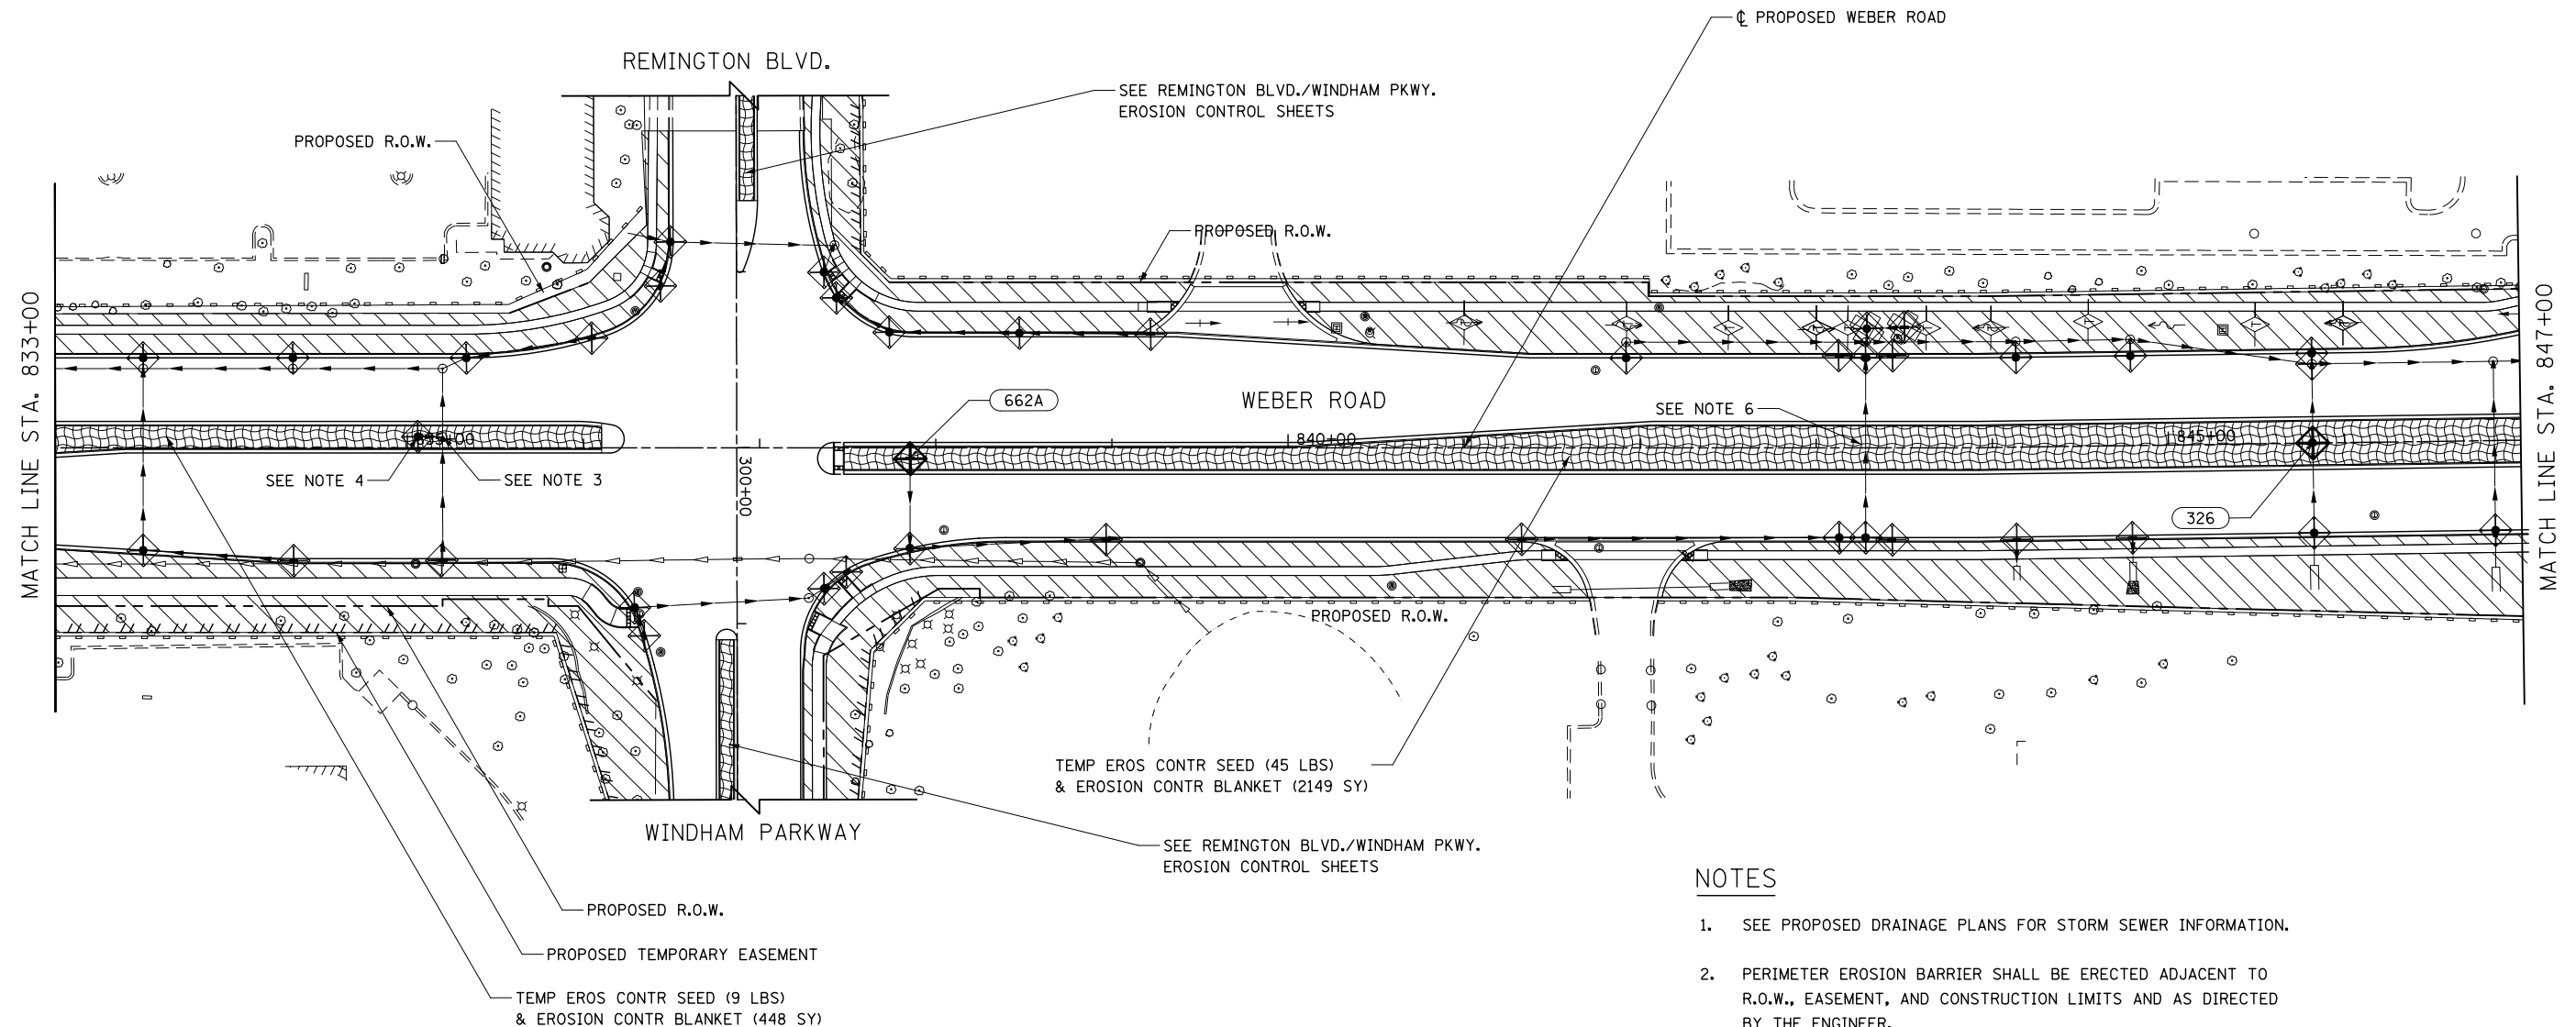 ℄ PROPOSED WEBER ROAD
REMINGTON BLVD.
SEE REMINGTON BLVD./WINDHAM PKWY.
EROSION CONTROL SHEETS
PROPOSED R.O.W.
PROPOSED R.O.W.
MATCH LINE STA. 833+00
MATCH LINE STA. 847+00
662A
WEBER ROAD
SEE NOTE 6
835+00
840+00
845+00
SEE NOTE 4
SEE NOTE 3
300+00
326
PROPOSED R.O.W.
TEMP EROS CONTR SEED (45 LBS)
& EROSION CONTR BLANKET (2149 SY)
WINDHAM PARKWAY
SEE REMINGTON BLVD./WINDHAM PKWY.
EROSION CONTROL SHEETS
PROPOSED R.O.W.
PROPOSED TEMPORARY EASEMENT
TEMP EROS CONTR SEED (9 LBS)
& EROSION CONTR BLANKET (448 SY)
NOTES
1. SEE PROPOSED DRAINAGE PLANS FOR STORM SEWER INFORMATION.
2. PERIMETER EROSION BARRIER SHALL BE ERECTED ADJACENT TO
R.O.W., EASEMENT, AND CONSTRUCTION LIMITS AND AS DIRECTED
BY THE ENGINEER.